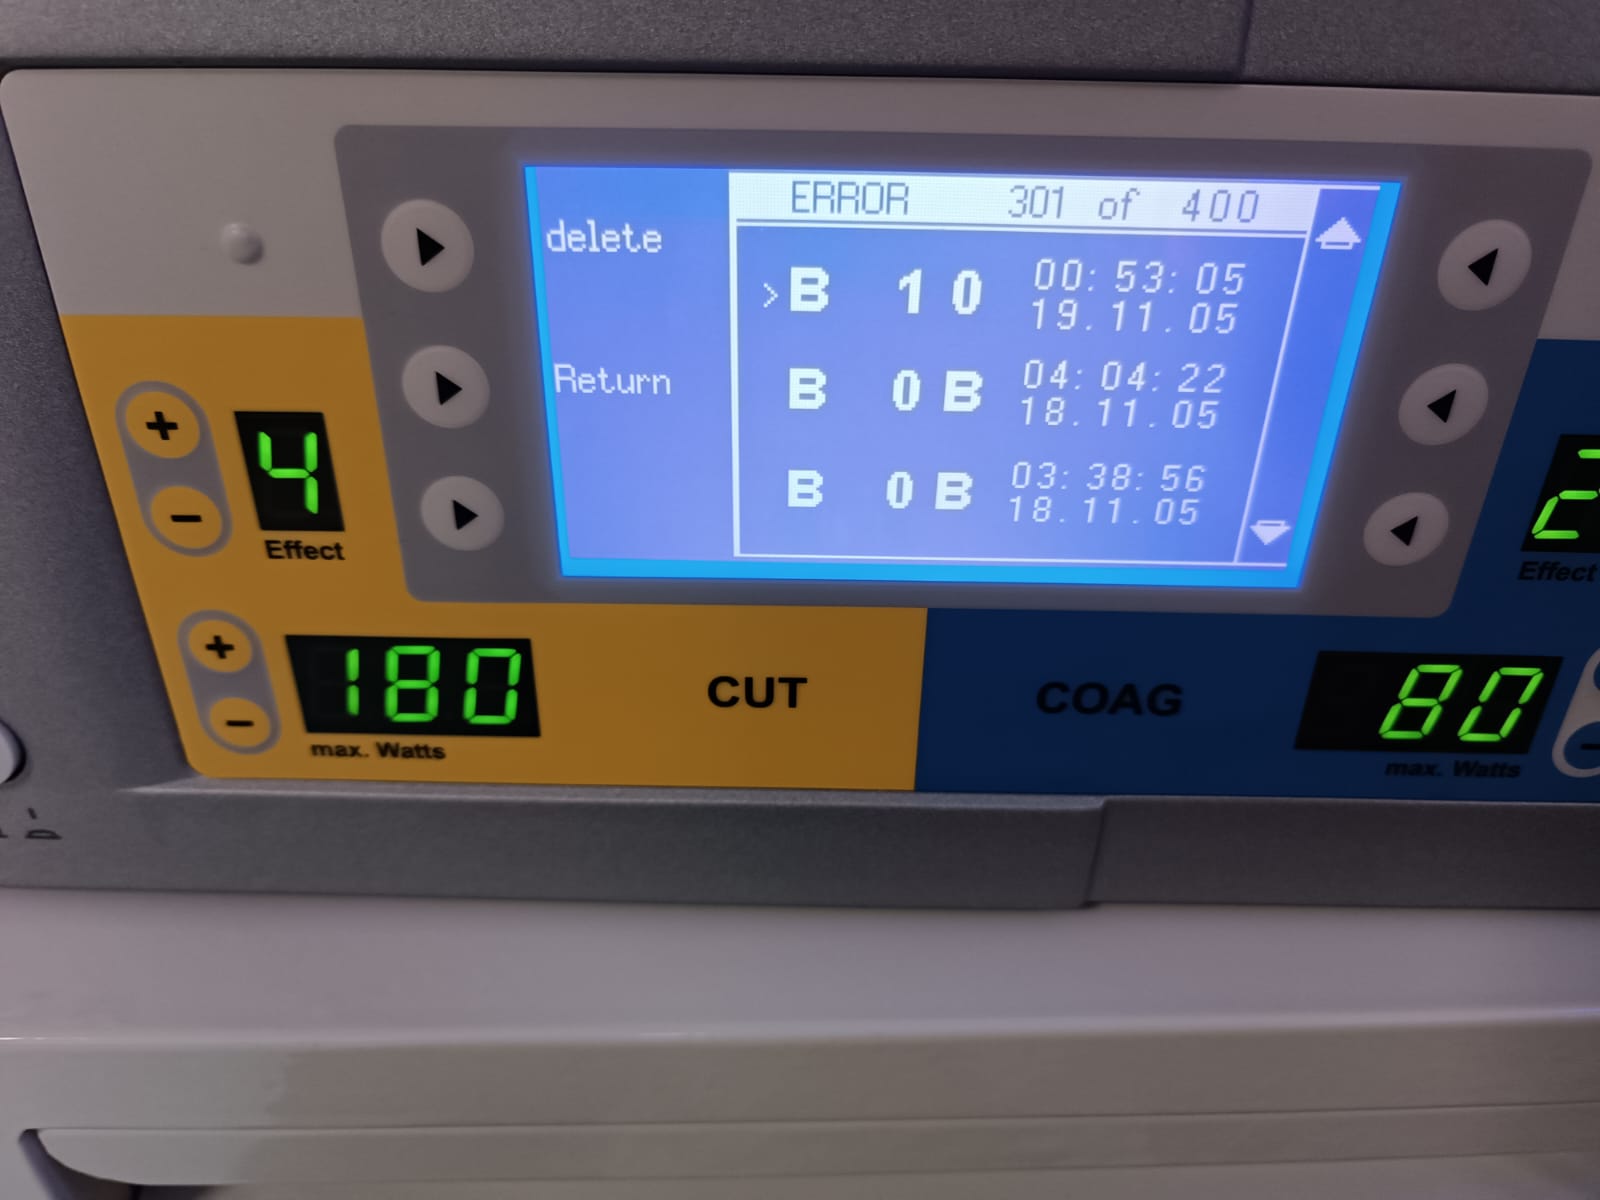 ERROR 301 of 400
delete
> B 10 00:53:05
19.11.05
B 0B 04:04:22
18.11.05
Return
B 0B 03:38:56
18.11.05
+
4
−
Effect
2
Effect
+
180
−
max. Watts
CUT
COAG
80
−
max. Watts